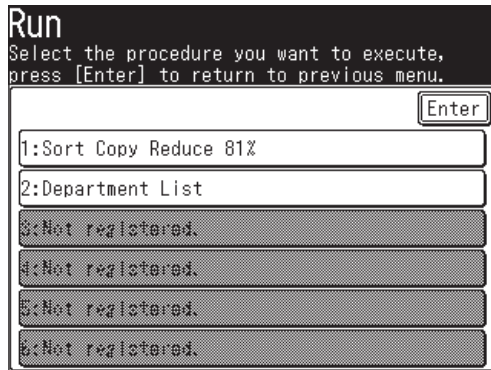 Run
Select the procedure you want to execute,
press [Enter] to return to previous menu.
Enter
1:Sort Copy Reduce 81%
2:Department List
3:Not registered.
4:Not registered.
5:Not registered.
6:Not registered.